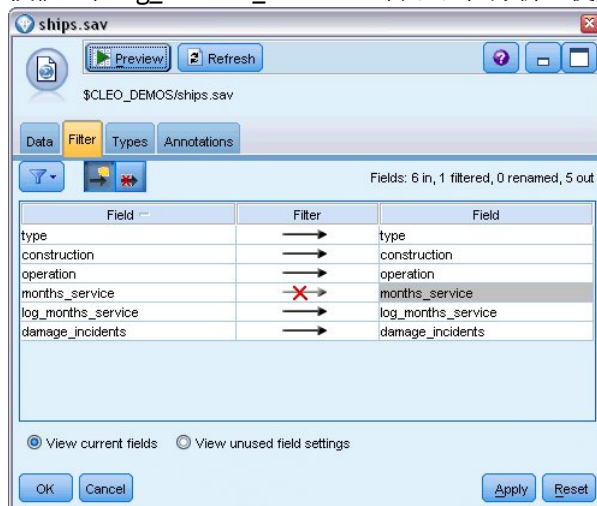 ships.sav
Preview Refresh
$CLEO_DEMOS/ships.sav
Data Filter Types Annotations
Fields: 6 in, 1 filtered, 0 renamed, 5 out
Field Filter Field
type type
construction construction
operation operation
months_service months_service
log_months_service log_months_service
damage_incidents damage_incidents
View current fields View unused field settings
OK Cancel Apply Reset